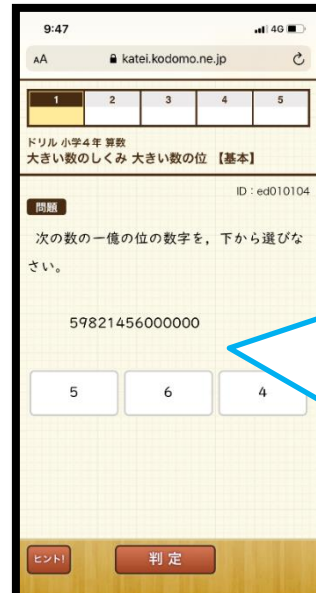 9:47
4G
AA
katei.kodomo.ne.jp
1 2 3 4 5
ドリル 小学4年 算数
大きい数のしくみ 大きい数の位 【基本】
ID：ed010104
問題
次の数の一億の位の数字を，下から選びな
さい。
59821456000000
5 6 4
ヒント!
判定